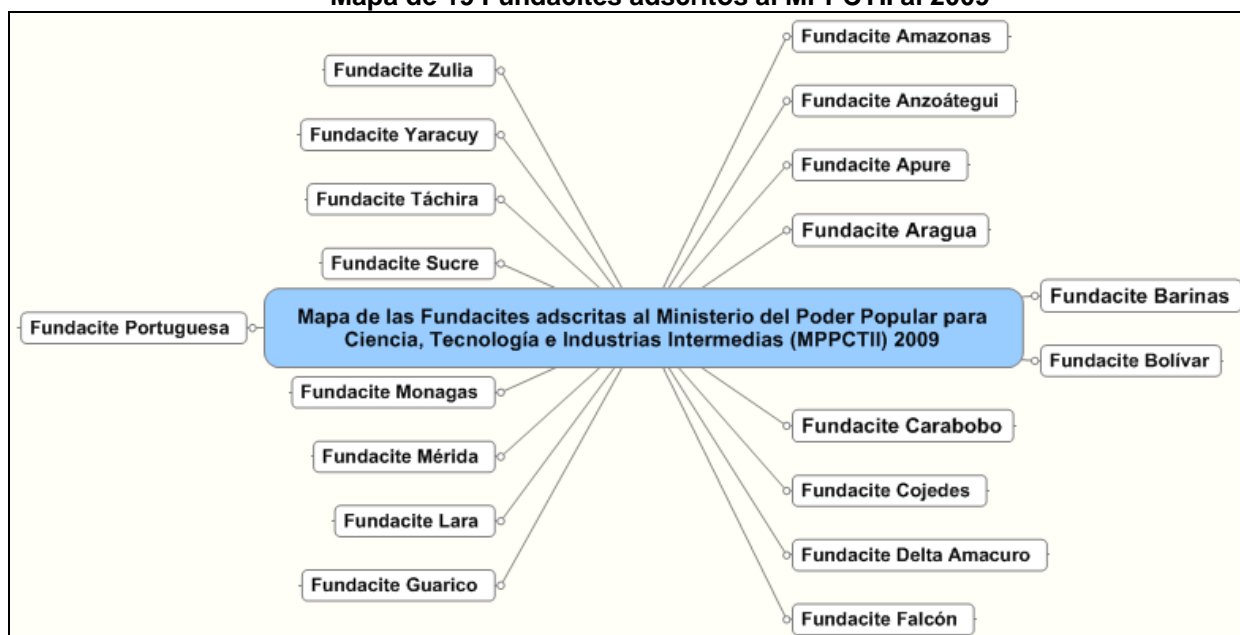 Mapa de 19 Fundacites adscritos al MPPCTII al 2009
Fundacite Amazonas
Fundacite Zulia
Fundacite Anzoátegui
Fundacite Yaracuy
Fundacite Apure
Fundacite Táchira
Fundacite Aragua
Fundacite Sucre
Fundacite Barinas
Mapa de las Fundacites adscritas al Ministerio del Poder Popular para
Ciencia, Tecnología e Industrias Intermedias (MPPCTII) 2009
Fundacite Portuguesa
Fundacite Bolívar
Fundacite Monagas
Fundacite Carabobo
Fundacite Mérida
Fundacite Cojedes
Fundacite Lara
Fundacite Delta Amacuro
Fundacite Guarico
Fundacite Falcón